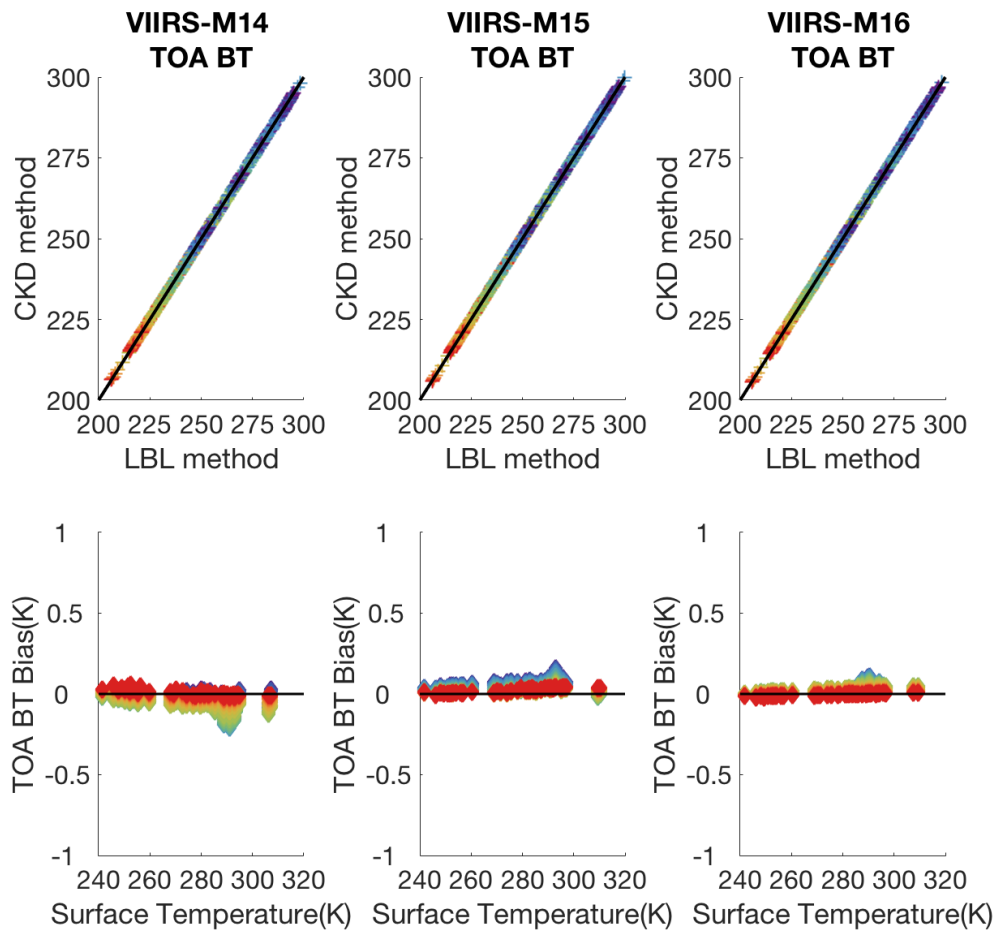 VIIRS-M14
TOA BT
VIIRS-M15
TOA BT
VIIRS-M16
TOA BT
300
275
250
225
200
CKD method
200 225 250 275 300
LBL method
300
275
250
225
200
CKD method
200 225 250 275 300
LBL method
300
275
250
225
200
CKD method
200 225 250 275 300
LBL method
1
0.5
0
-0.5
-1
TOA BT Bias(K)
240 260 280 300 320
Surface Temperature(K)
1
0.5
0
-0.5
-1
TOA BT Bias(K)
240 260 280 300 320
Surface Temperature(K)
1
0.5
0
-0.5
-1
TOA BT Bias(K)
240 260 280 300 320
Surface Temperature(K)